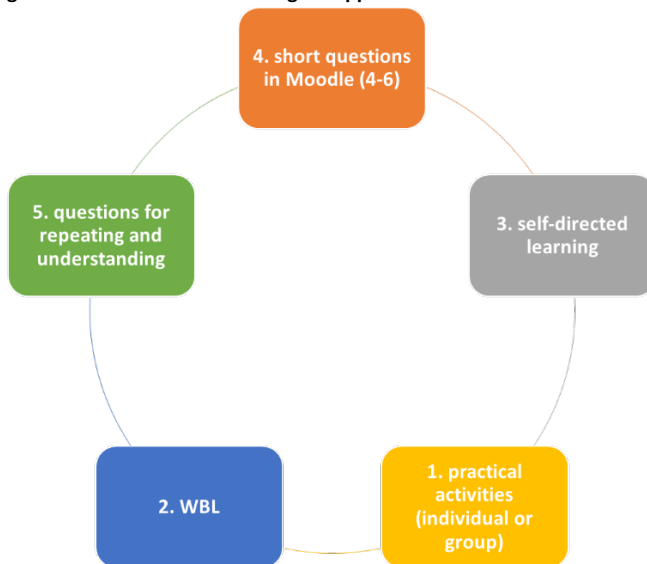 4. short questions
in Moodle (4-6)
5. questions for
repeating and
understanding
3. self-directed
learning
2. WBL
1. practical
activities
(individual or
group)